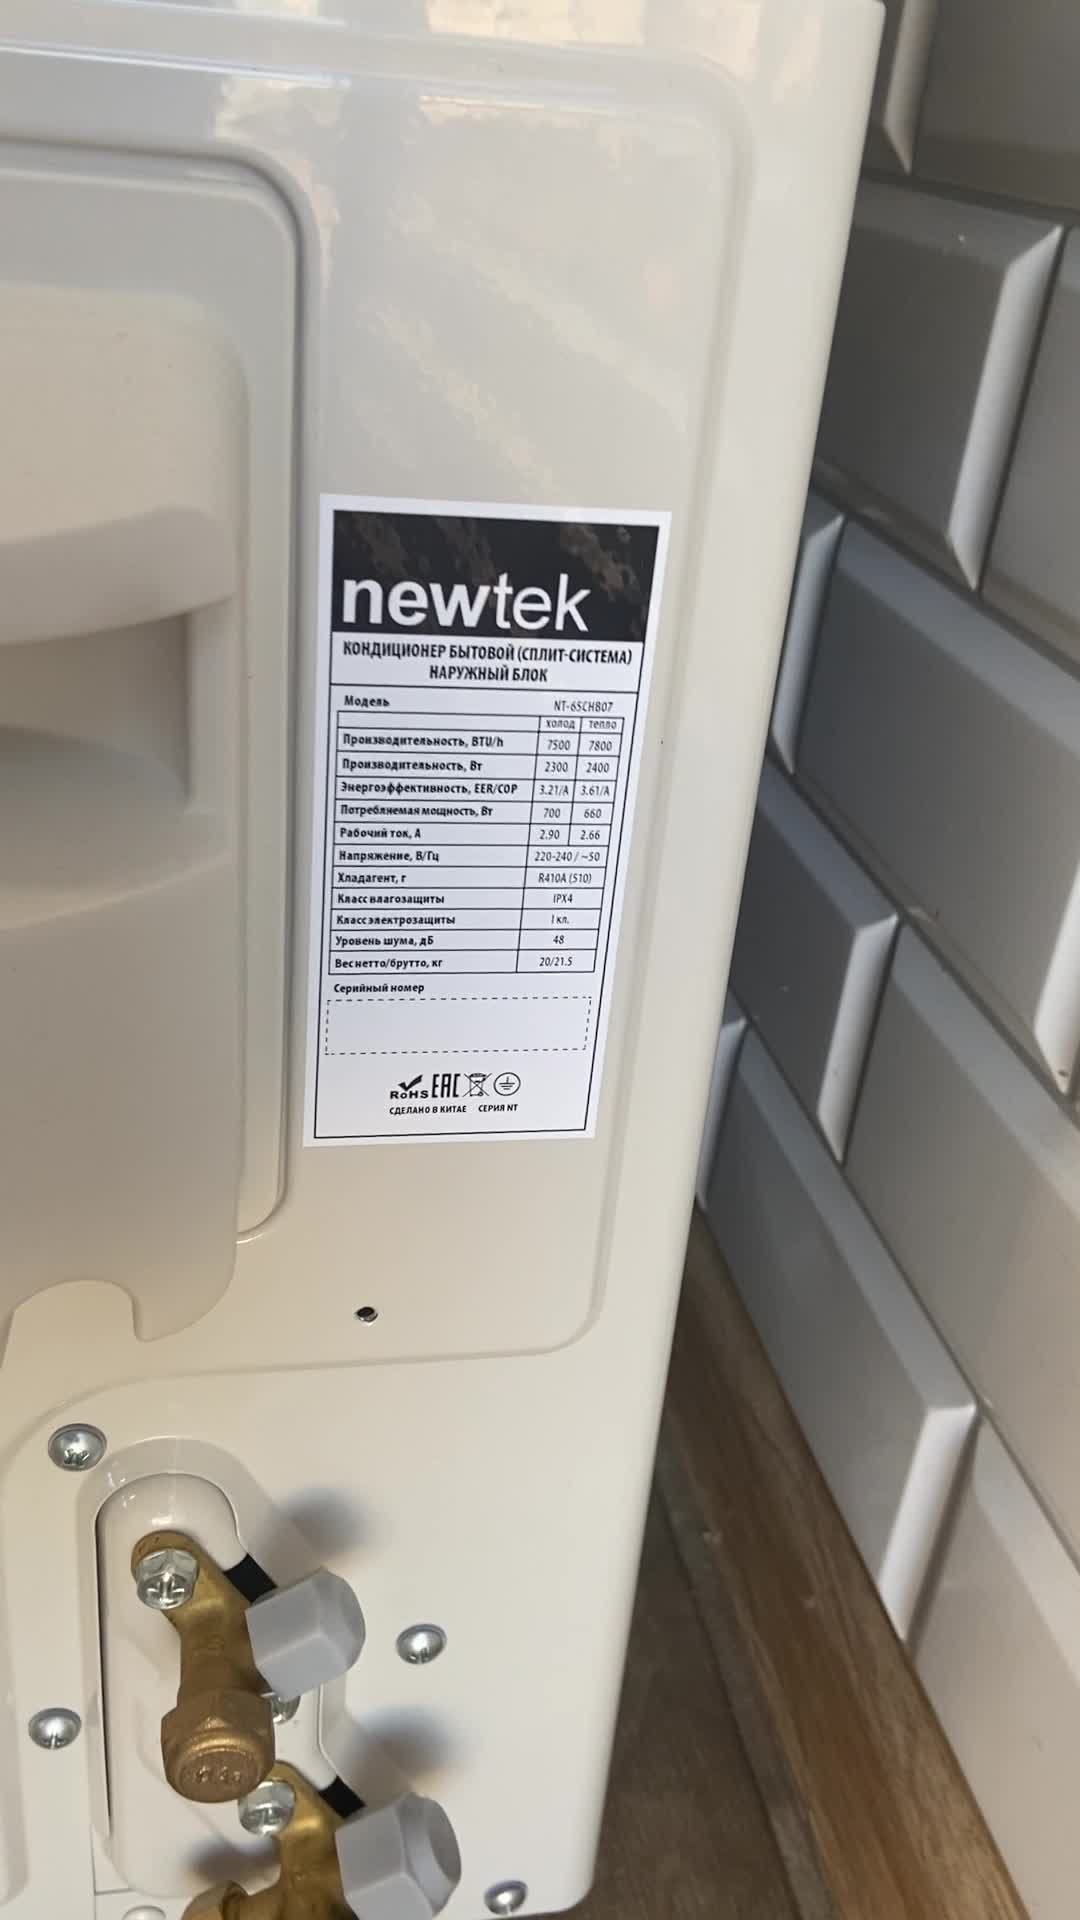 newtek
КОНДИЦИОНЕР БЫТОВОЙ (СПЛИТ-СИСТЕМА)
НАРУЖНЫЙ БЛОК
Модель NT-65CHB07
холод тепло
Производительность, BTU/h 7500 7800
Производительность, Вт 2300 2400
Энергоэффективность, EER/COP 3.21/A 3.61/A
Потребляемая мощность, Вт 700 660
Рабочий ток, А 2.90 2.66
Напряжение, В/Гц 220-240 / ~50
Хладагент, г R410A (510)
Класс влагозащиты IPX4
Класс электрозащиты I кл.
Уровень шума, дБ 48
Вес нетто/брутто, кг 20/21.5
Серийный номер
RoHS EAC
СДЕЛАНО В КИТАЕ СЕРИЯ NT